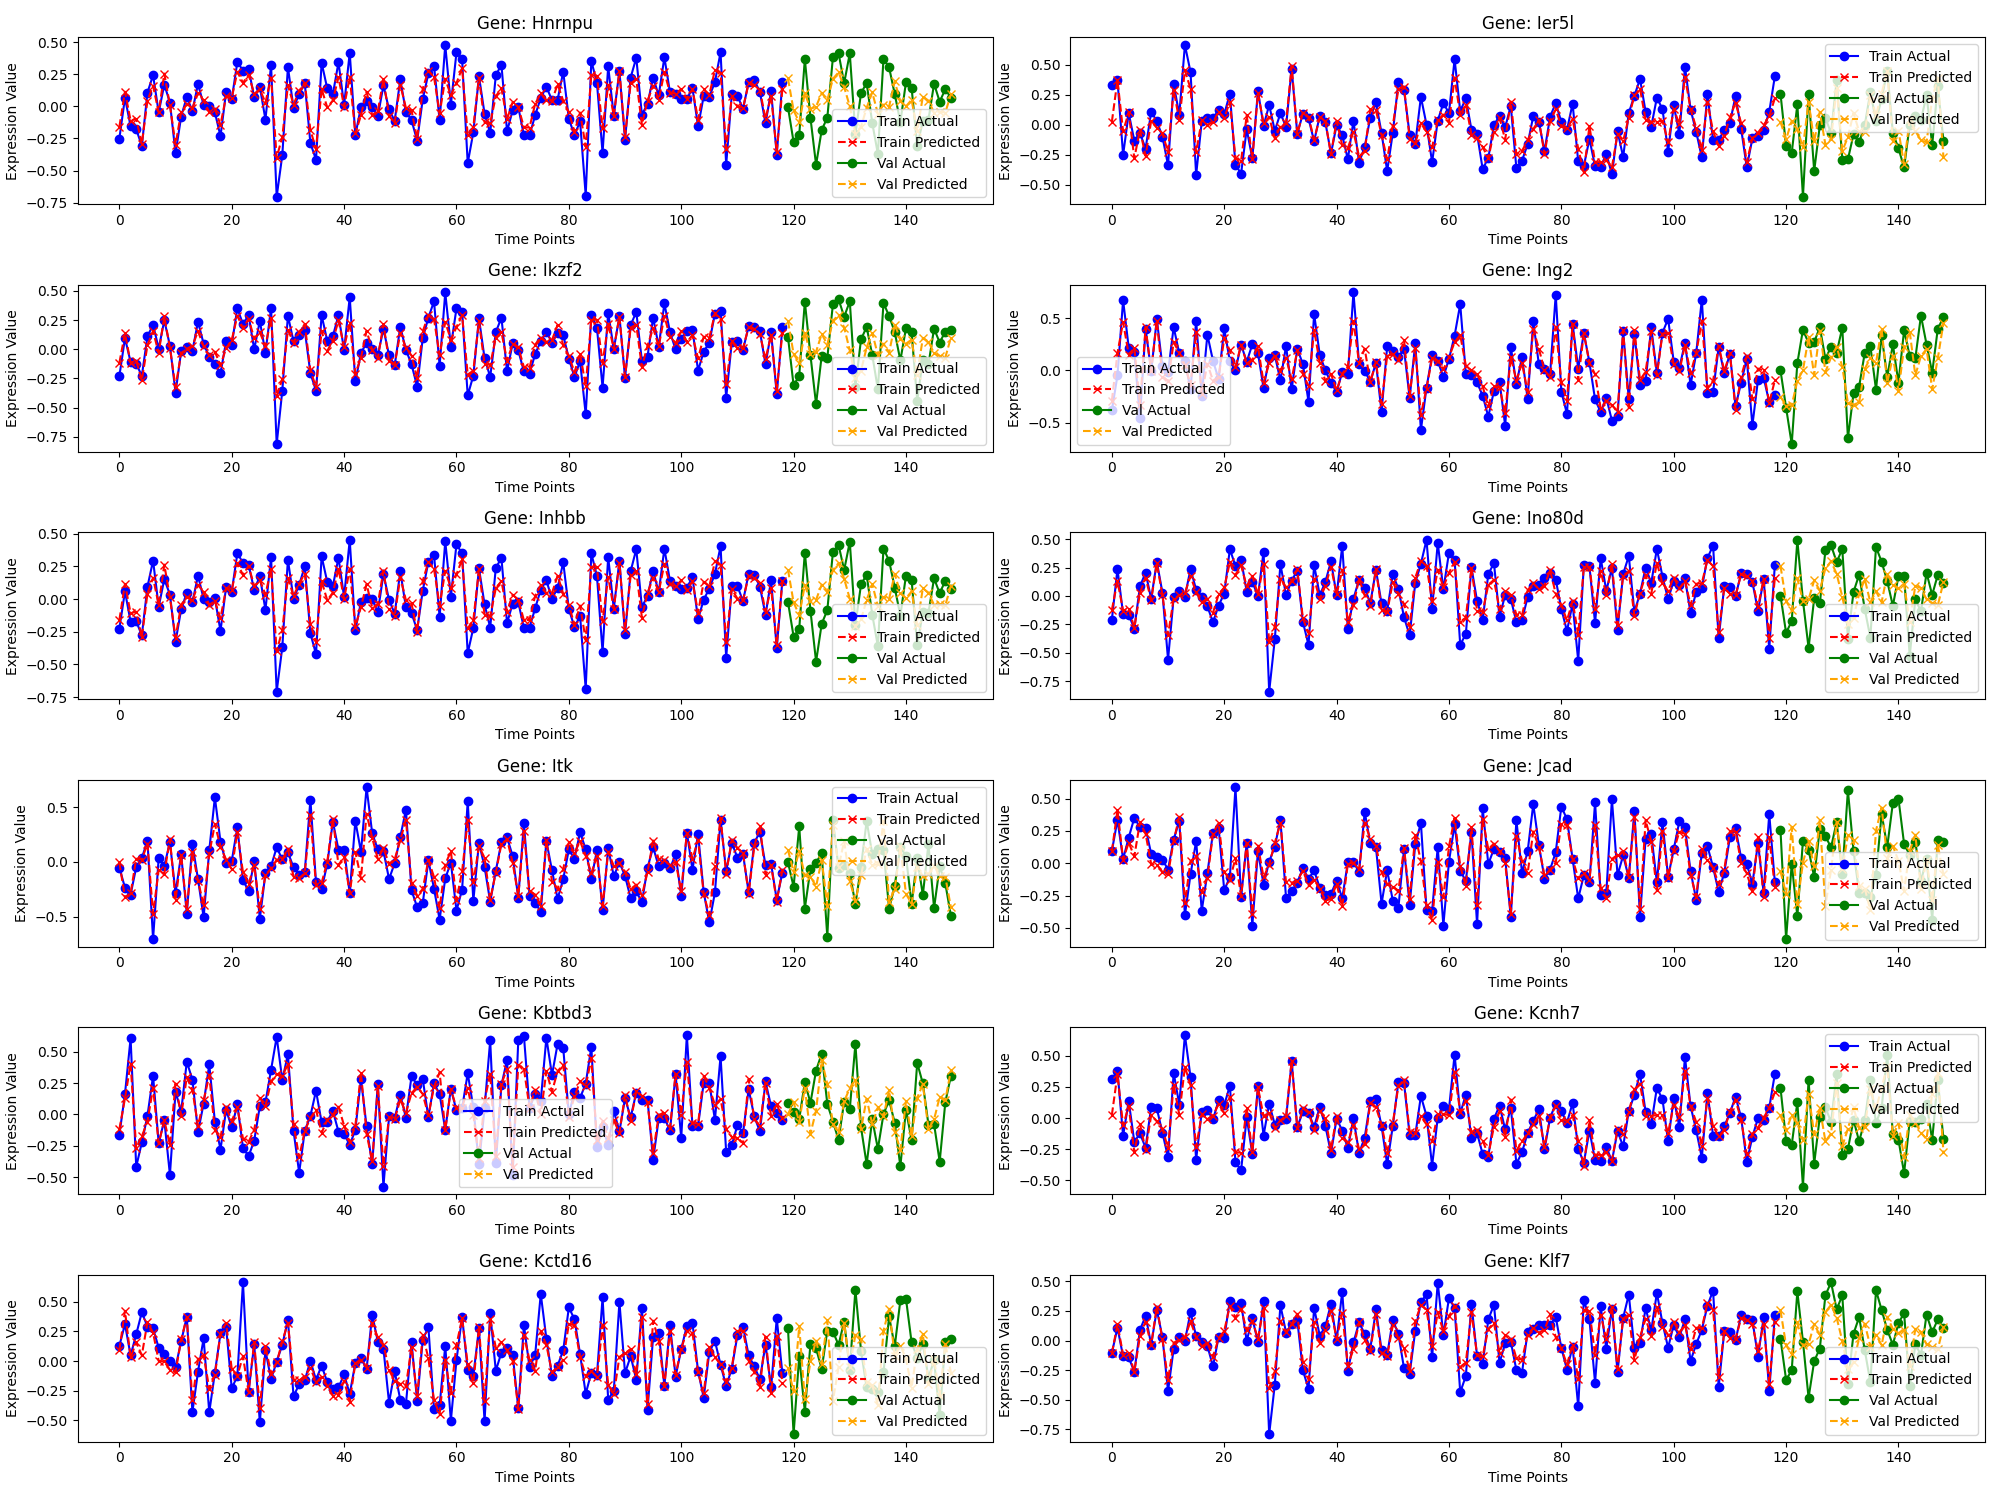 Gene: Hnrnpu
Expression Value
0.50
0.25
0.00
−0.25
−0.50
−0.75
0 20 40 60 80 100 120 140
Time Points
Train Actual
Train Predicted
Val Actual
Val Predicted
Gene: Ier5l
Expression Value
0.50
0.25
0.00
−0.25
−0.50
0 20 40 60 80 100 120 140
Time Points
Train Actual
Train Predicted
Val Actual
Val Predicted
Gene: Ikzf2
Expression Value
0.50
0.25
0.00
−0.25
−0.50
−0.75
0 20 40 60 80 100 120 140
Time Points
Train Actual
Train Predicted
Val Actual
Val Predicted
Gene: Ing2
Expression Value
0.5
0.0
−0.5
0 20 40 60 80 100 120 140
Time Points
Train Actual
Train Predicted
Val Actual
Val Predicted
Gene: Inhbb
Expression Value
0.50
0.25
0.00
−0.25
−0.50
−0.75
0 20 40 60 80 100 120 140
Time Points
Train Actual
Train Predicted
Val Actual
Val Predicted
Gene: Ino80d
Expression Value
0.50
0.25
0.00
−0.25
−0.50
−0.75
0 20 40 60 80 100 120 140
Time Points
Train Actual
Train Predicted
Val Actual
Val Predicted
Gene: Itk
Expression Value
0.5
0.0
−0.5
0 20 40 60 80 100 120 140
Time Points
Train Actual
Train Predicted
Val Actual
Val Predicted
Gene: Jcad
Expression Value
0.50
0.25
0.00
−0.25
−0.50
0 20 40 60 80 100 120 140
Time Points
Train Actual
Train Predicted
Val Actual
Val Predicted
Gene: Kbtbd3
Expression Value
0.50
0.25
0.00
−0.25
−0.50
0 20 40 60 80 100 120 140
Time Points
Train Actual
Train Predicted
Val Actual
Val Predicted
Gene: Kcnh7
Expression Value
0.50
0.25
0.00
−0.25
−0.50
0 20 40 60 80 100 120 140
Time Points
Train Actual
Train Predicted
Val Actual
Val Predicted
Gene: Kctd16
Expression Value
0.50
0.25
0.00
−0.25
−0.50
0 20 40 60 80 100 120 140
Time Points
Train Actual
Train Predicted
Val Actual
Val Predicted
Gene: Klf7
Expression Value
0.50
0.25
0.00
−0.25
−0.50
−0.75
0 20 40 60 80 100 120 140
Time Points
Train Actual
Train Predicted
Val Actual
Val Predicted